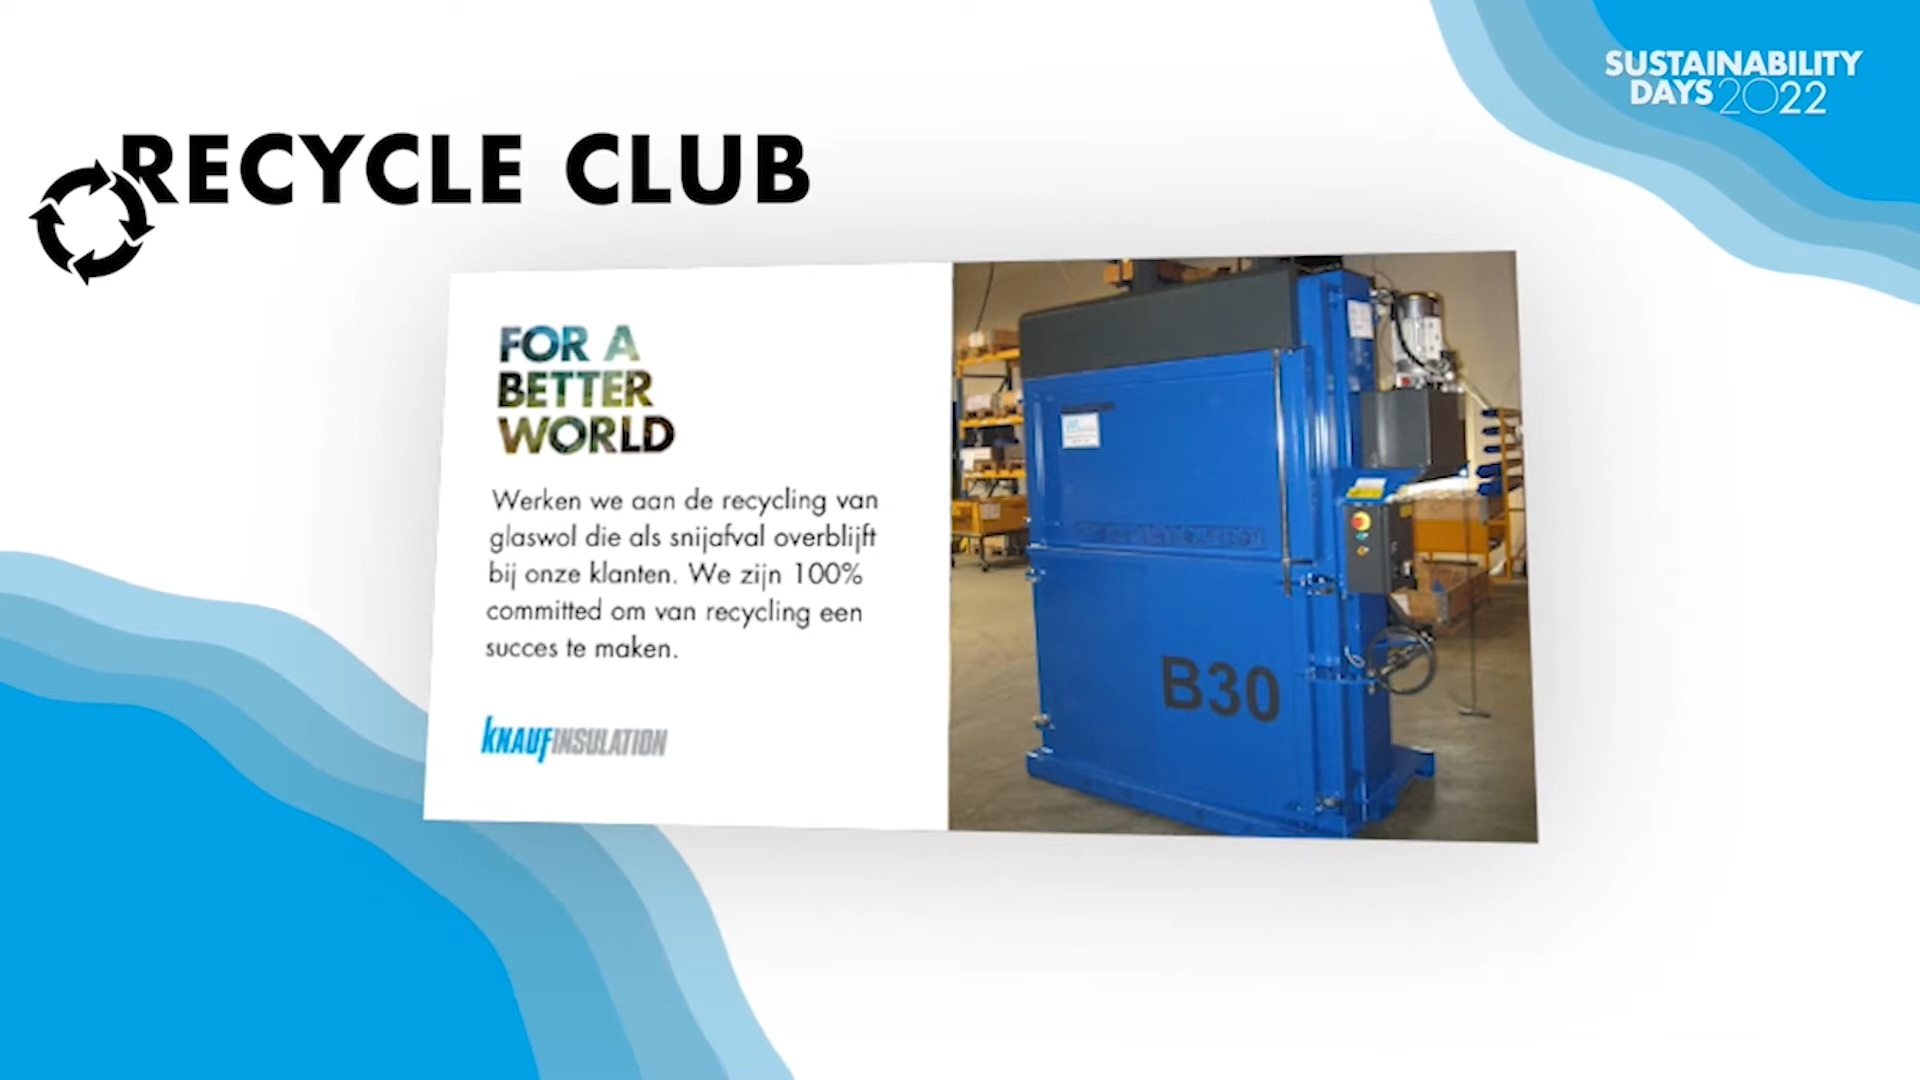 SUSTAINABILITY
DAYS 2022
RECYCLE CLUB
FOR A
BETTER
WORLD
Werken we aan de recycling van
glaswol die als snijafval overblijft
bij onze klanten. We zijn 100%
committed om van recycling een
succes te maken.
KNAUFINSULATION
B30